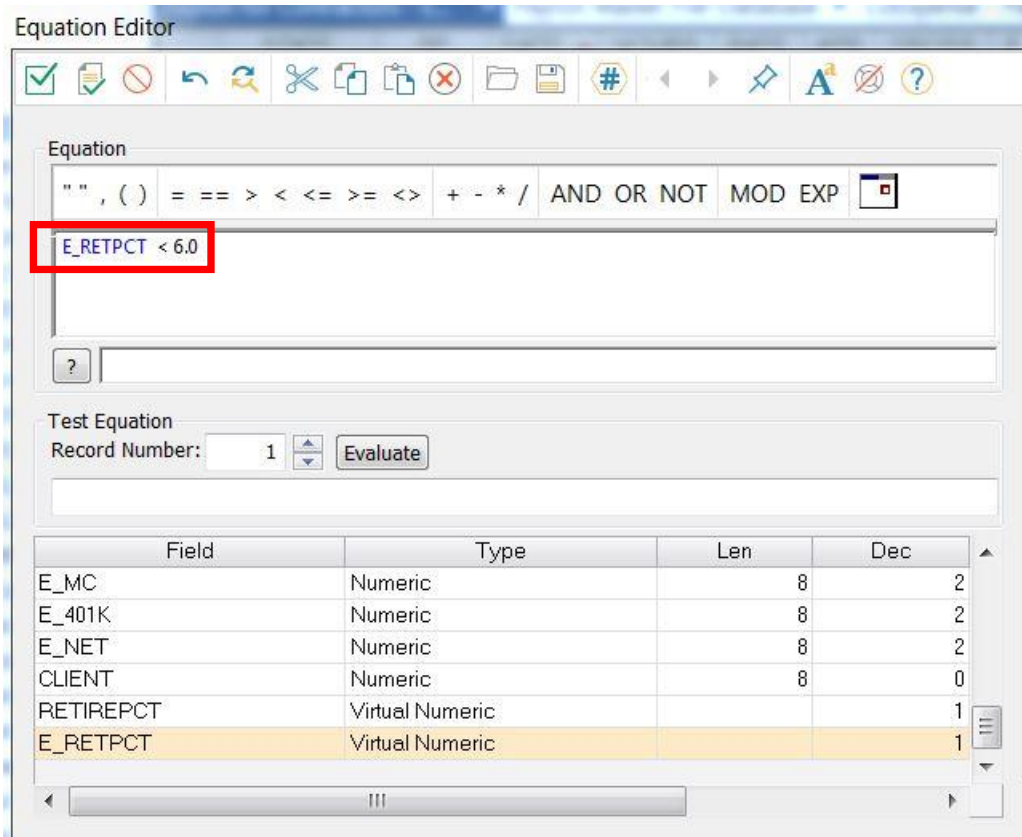 Equation Editor
# A a ?
Equation
" " , ( ) = == > < <= >= <> + - * / AND OR NOT MOD EXP
E_RETPCT < 6.0
?
Test Equation
Record Number: 1 Evaluate
Field Type Len Dec
E_MC Numeric 8 2
E_401K Numeric 8 2
E_NET Numeric 8 2
CLIENT Numeric 8 0
RETIREPCT Virtual Numeric 1
E_RETPCT Virtual Numeric 1